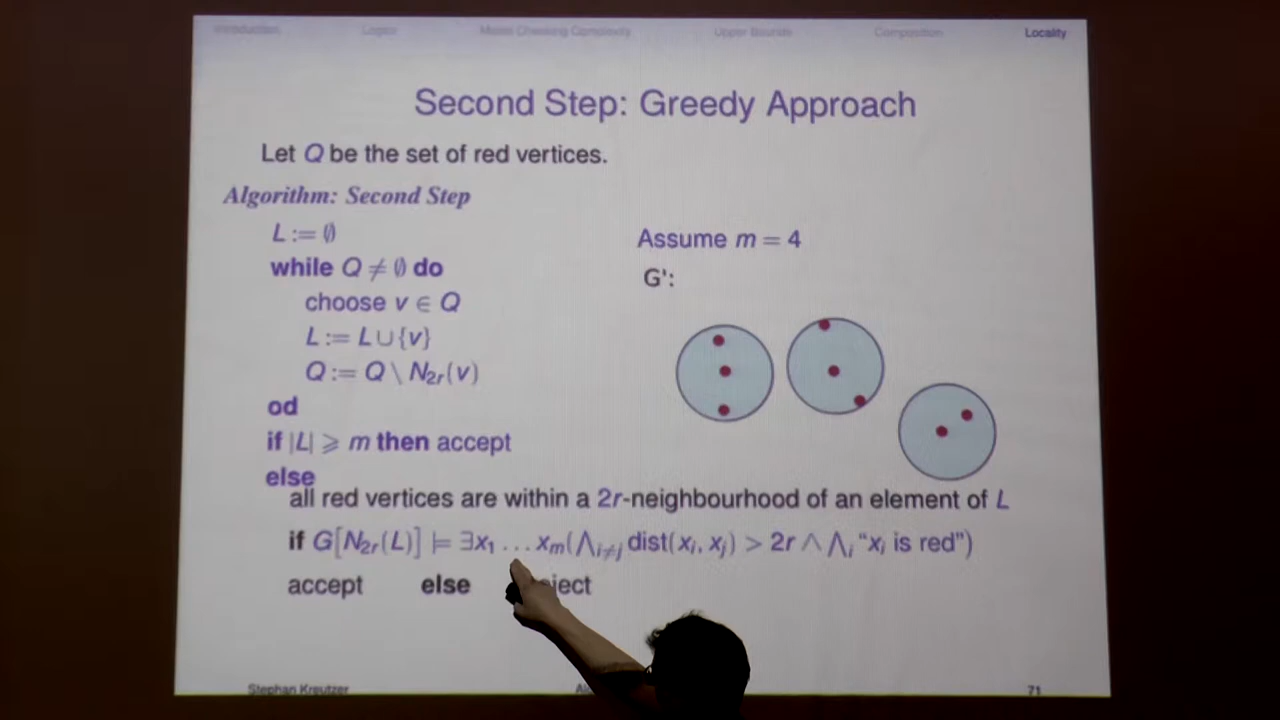 Introduction Logics Model Checking Complexity Upper Bounds Composition Locality
Second Step: Greedy Approach
Let Q be the set of red vertices.
Algorithm: Second Step
L := ∅
while Q ≠ ∅ do
choose v ∈ Q
L := L ∪ {v}
Q := Q \ N₂ᵣ(v)
od
if |L| ⩾ m then accept
else
all red vertices are within a 2r-neighbourhood of an element of L
if G[N₂ᵣ(L)] ⊨ ∃x₁ … xₘ(⋀ᵢ≠ⱼ dist(xᵢ, xⱼ) > 2r ∧ ⋀ᵢ "xᵢ is red")
accept else
Assume m = 4
G':
Stephan Kreutzer 71